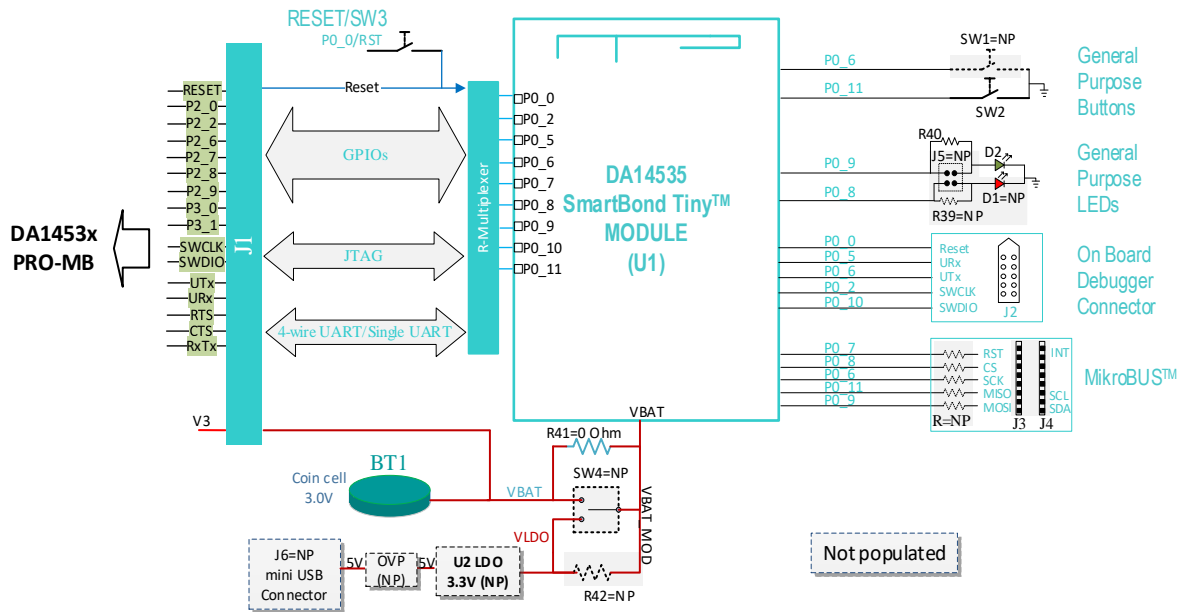 RESET/SW3
P0_0/RST
Reset
RESET
P2_0
P2_2
P2_6
P2_7
P2_8
P2_9
P3_0
P3_1
SWCLK
SWDIO
UTx
URx
RTS
CTS
RxTx
DA1453x
PRO-MB
J1
GPIOs
JTAG
4-wire UART/Single UART
R-Multiplexer
P0_0
P0_2
P0_5
P0_6
P0_7
P0_8
P0_9
P0_10
P0_11
DA14535
SmartBond Tiny™
MODULE
(U1)
VBAT
P0_6
P0_11
SW1=NP
SW2
General
Purpose
Buttons
P0_9
P0_8
R40
J5=NP
D2
D1=NP
R39=NP
General
Purpose
LEDs
P0_0
P0_5
P0_6
P0_2
P0_10
Reset
URx
UTx
SWCLK
SWDIO
J2
On Board
Debugger
Connector
P0_7
P0_8
P0_6
P0_11
P0_9
RST
CS
SCK
MISO
MOSI
R=NP
J3
J4
INT
SCL
SDA
MikroBUS™
V3
BT1
Coin cell
3.0V
VBAT
R41=0 Ohm
SW4=NP
VBAT_MOD
VLDO
J6=NP
mini USB
Connector
5V
OVP
(NP)
5V
U2 LDO
3.3V (NP)
R42=NP
Not populated